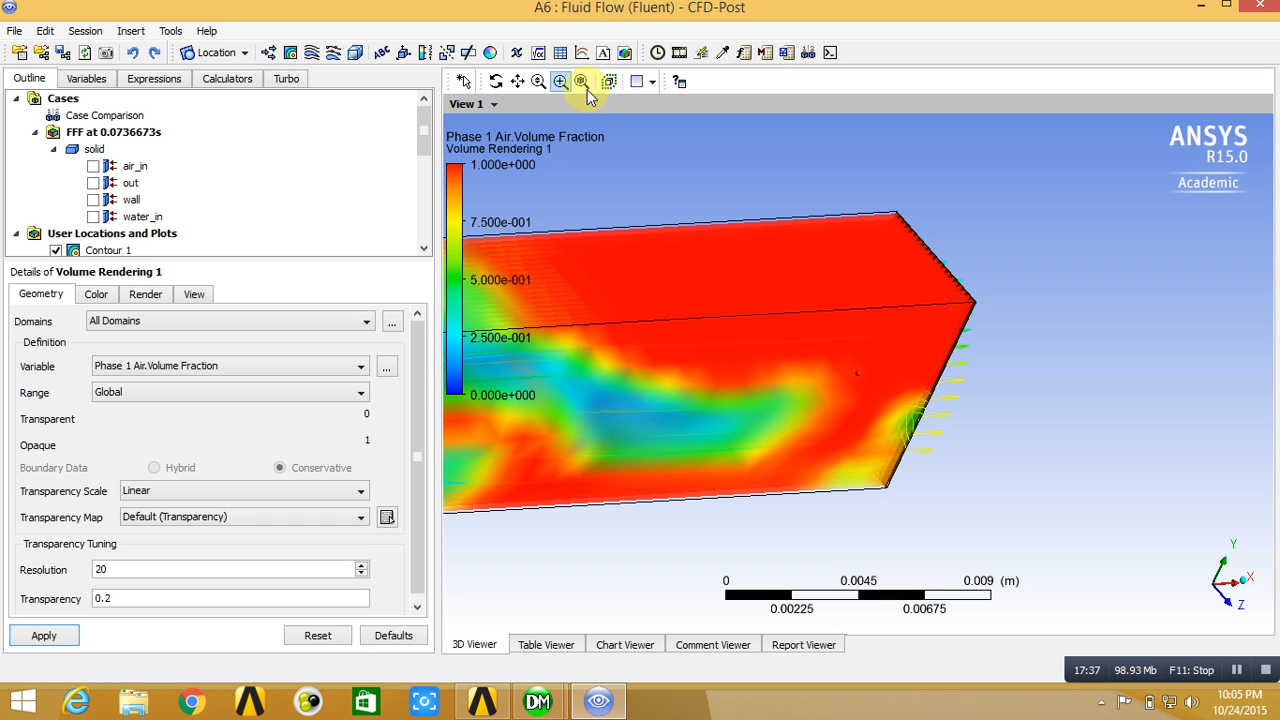 A6 : Fluid Flow (Fluent) - CFD-Post
File Edit Session Insert Tools Help
Location
Outline Variables Expressions Calculators Turbo
Cases
Case Comparison
FFF at 0.0736673s
solid
air_in
out
wall
water_in
User Locations and Plots
Contour 1
Details of Volume Rendering 1
Geometry Color Render View
Domains All Domains ...
Definition
Variable Phase 1 Air.Volume Fraction ...
Range Global
Transparent 0
Opaque 1
Boundary Data Hybrid Conservative
Transparency Scale Linear
Transparency Map Default (Transparency)
Transparency Tuning
Resolution 20
Transparency 0.2
Apply Reset Defaults
View 1
Phase 1 Air.Volume Fraction
Volume Rendering 1
1.000e+000
7.500e-001
5.000e-001
2.500e-001
0.000e+000
ANSYS
R15.0
Academic
0 0.0045 0.009 (m)
0.00225 0.00675
Y
X
Z
3D Viewer Table Viewer Chart Viewer Comment Viewer Report Viewer
17:37 98.93 Mb F11: Stop
DM
10:05 PM
10/24/2015